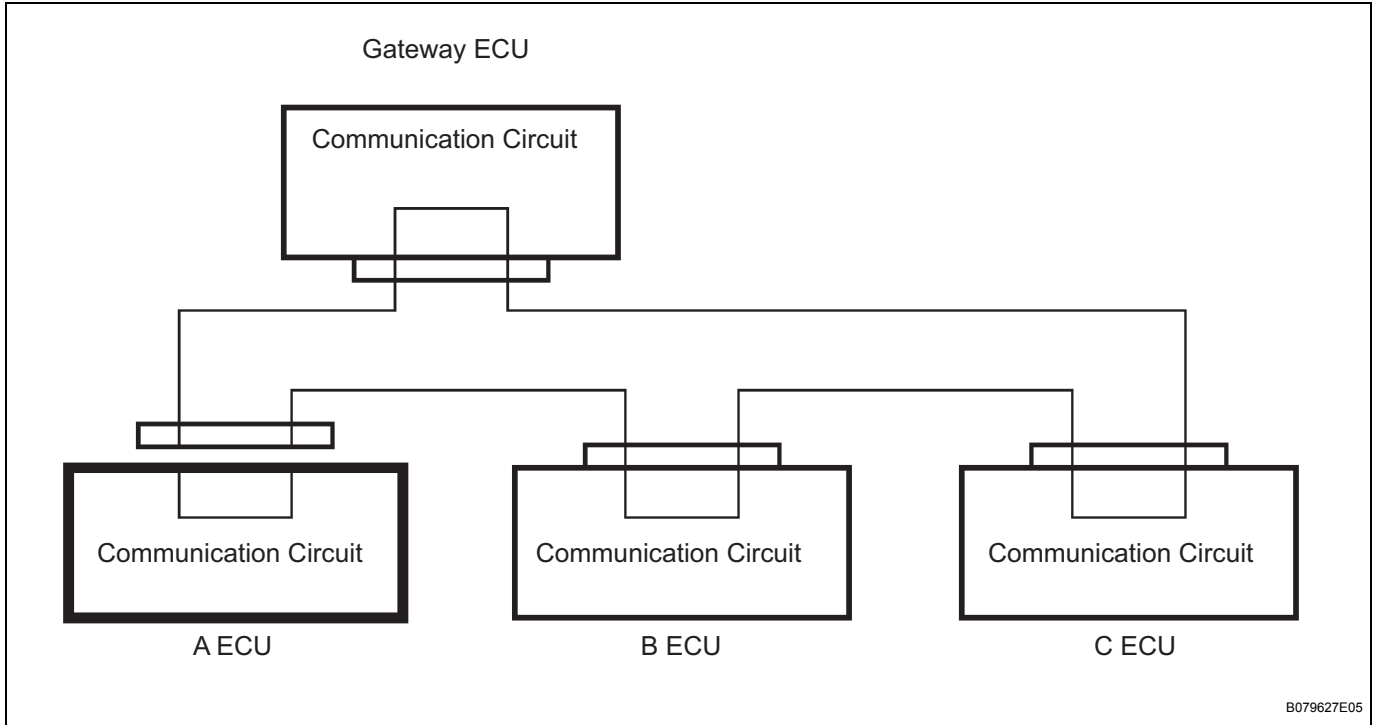 Gateway ECU
Communication Circuit
Communication Circuit
Communication Circuit
Communication Circuit
A ECU
B ECU
C ECU
B079627E05